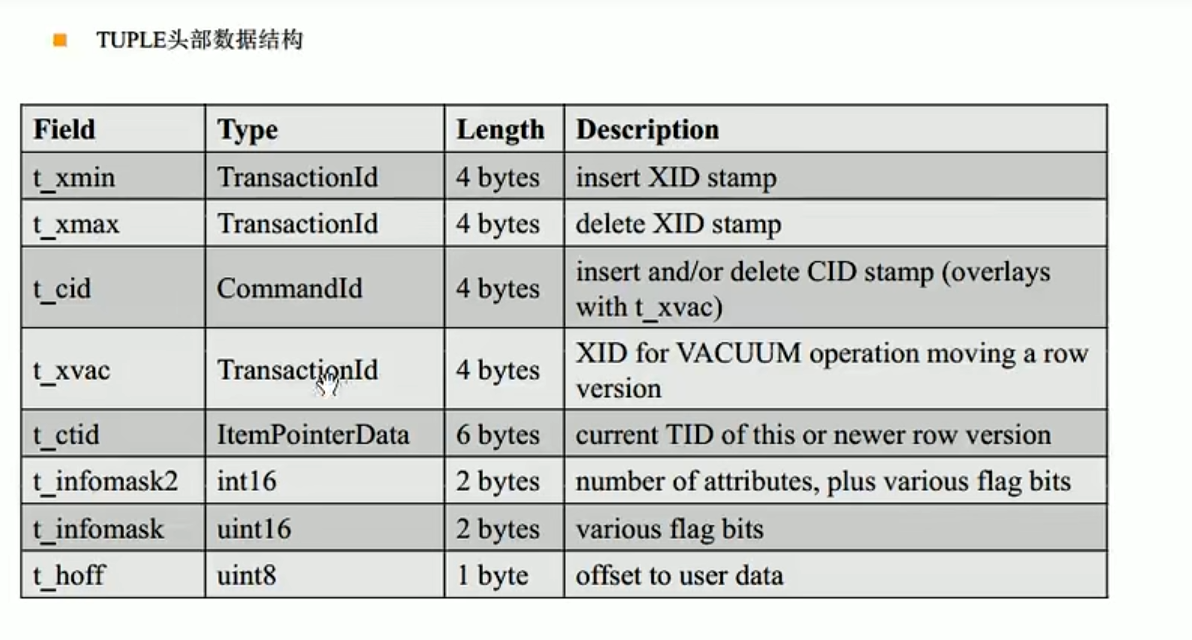 TUPLE头部数据结构
Field Type Length Description
t_xmin TransactionId 4 bytes insert XID stamp
t_xmax TransactionId 4 bytes delete XID stamp
t_cid CommandId 4 bytes insert and/or delete CID stamp (overlays
with t_xvac)
t_xvac TransactionId 4 bytes XID for VACUUM operation moving a row
version
t_ctid ItemPointerData 6 bytes current TID of this or newer row version
t_infomask2 int16 2 bytes number of attributes, plus various flag bits
t_infomask uint16 2 bytes various flag bits
t_hoff uint8 1 byte offset to user data